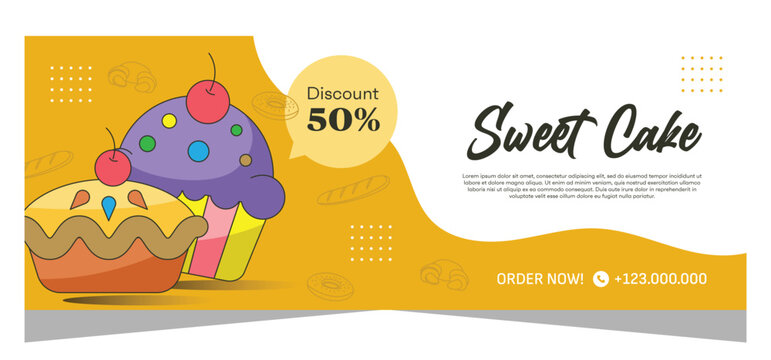 Discount
50%
Sweet Cake
Lorem ipsum dolor sit amet, consectetur adipiscing elit, sed do
eiusmod tempor incididunt ut labore et dolore magna aliqua. Ut enim ad
minim veniam, quis nostrud exercitation ullamco laboris nisi ut
aliquip ex ea commodo consequat. Duis aute irure dolor in
reprehenderit in voluptate velit esse cillum dolore eu fugiat nulla
pariatur.
ORDER NOW! +123.000.000